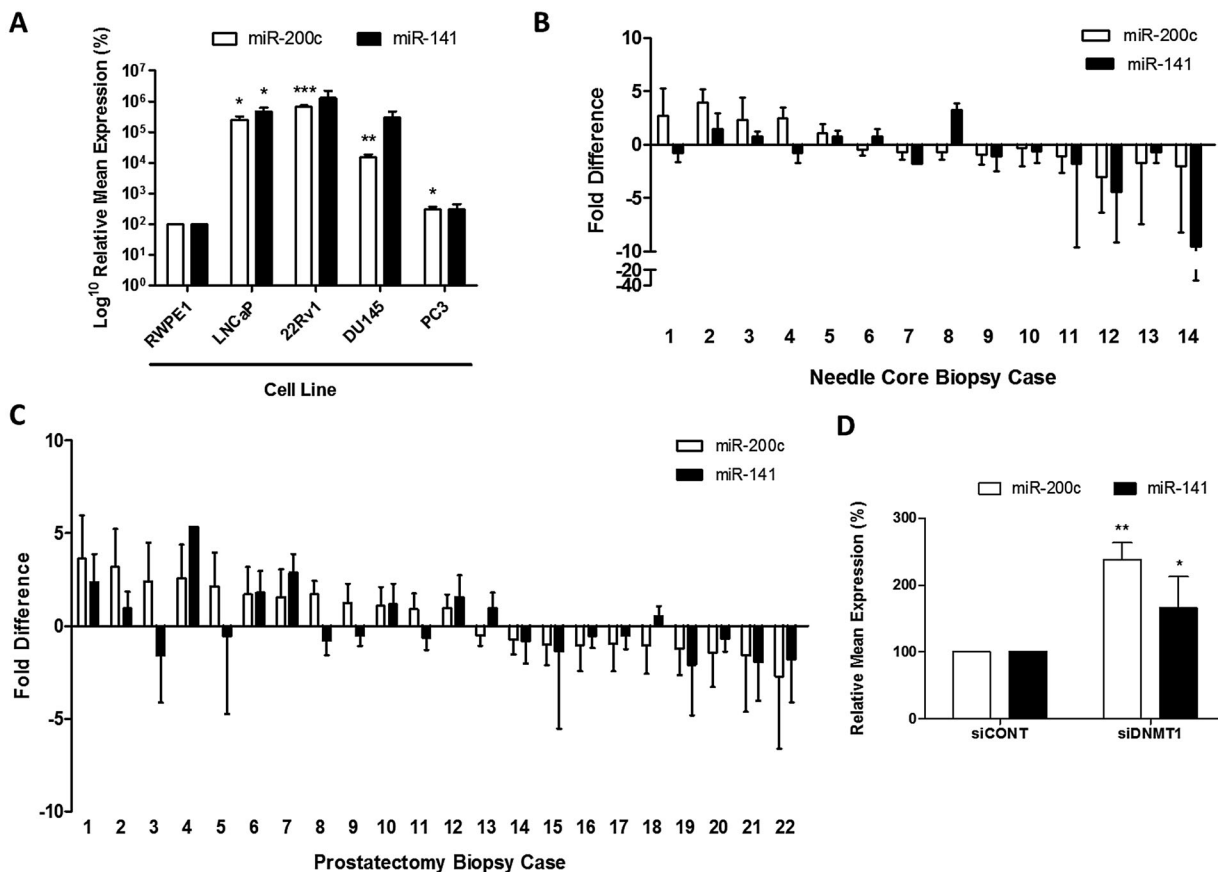 A
miR-200c miR-141
Log10 Relative Mean Expression (%)
10^7
10^6
10^5
10^4
10^3
10^2
10^1
10^0
* * *** ** *
RWPE1 LNCaP 22Rv1 DU145 PC3
Cell Line
B
miR-200c
miR-141
Fold Difference
10
5
0
-5
-10
-20
-40
1 2 3 4 5 6 7 8 9 10 11 12 13 14
Needle Core Biopsy Case
C
miR-200c
miR-141
Fold Difference
10
5
0
-5
-10
1 2 3 4 5 6 7 8 9 10 11 12 13 14 15 16 17 18 19 20 21 22
Prostatectomy Biopsy Case
D
miR-200c miR-141
Relative Mean Expression (%)
300
200
100
0
** *
siCONT siDNMT1